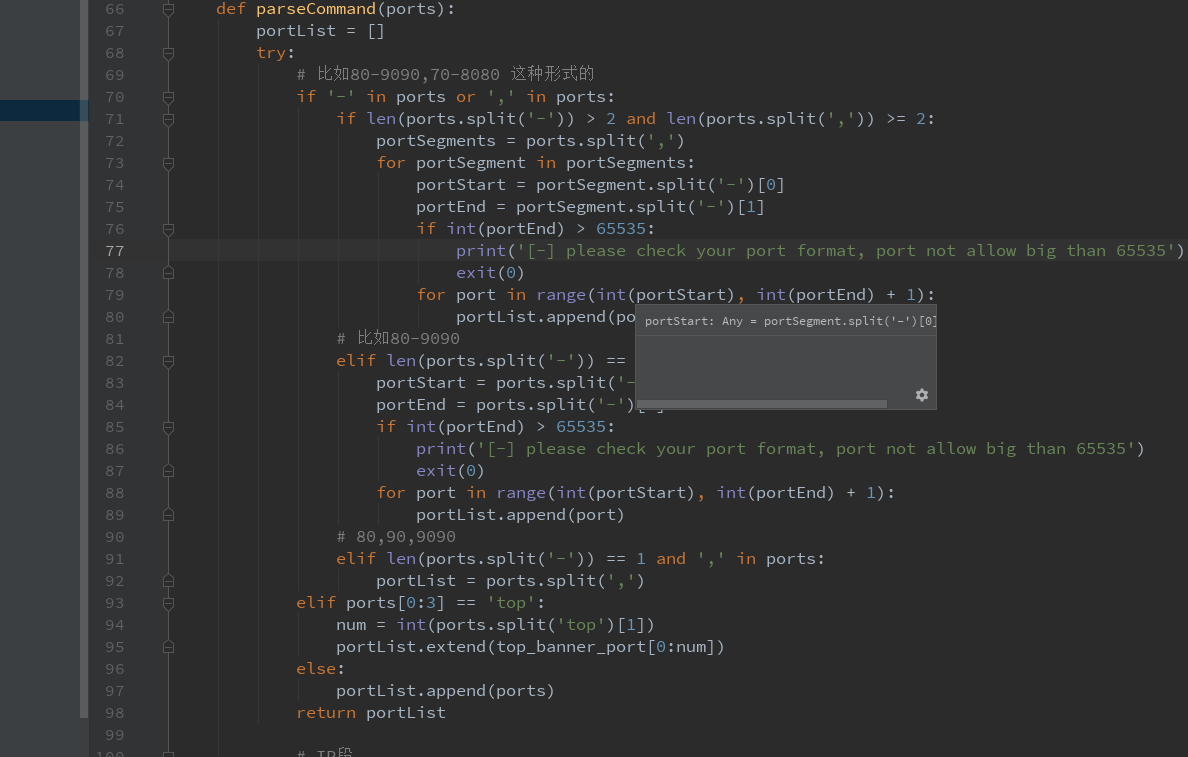 66 def parseCommand(ports):
67 portList = []
68 try:
69 # 比如80-9090,70-8080 这种形式的
70 if '-' in ports or ',' in ports:
71 if len(ports.split('-')) > 2 and len(ports.split(',')) >= 2:
72 portSegments = ports.split(',')
73 for portSegment in portSegments:
74 portStart = portSegment.split('-')[0]
75 portEnd = portSegment.split('-')[1]
76 if int(portEnd) > 65535:
77 print('[-] please check your port format, port not allow big than 65535')
78 exit(0)
79 for port in range(int(portStart), int(portEnd) + 1):
80 portList.append(po
portStart: Any = portSegment.split('-')[0]
81 # 比如80-9090
82 elif len(ports.split('-')) ==
83 portStart = ports.split('-
84 portEnd = ports.split('-')
85 if int(portEnd) > 65535:
86 print('[-] please check your port format, port not allow big than 65535')
87 exit(0)
88 for port in range(int(portStart), int(portEnd) + 1):
89 portList.append(port)
90 # 80,90,9090
91 elif len(ports.split('-')) == 1 and ',' in ports:
92 portList = ports.split(',')
93 elif ports[0:3] == 'top':
94 num = int(ports.split('top')[1])
95 portList.extend(top_banner_port[0:num])
96 else:
97 portList.append(ports)
98 return portList
99
100 # IP段